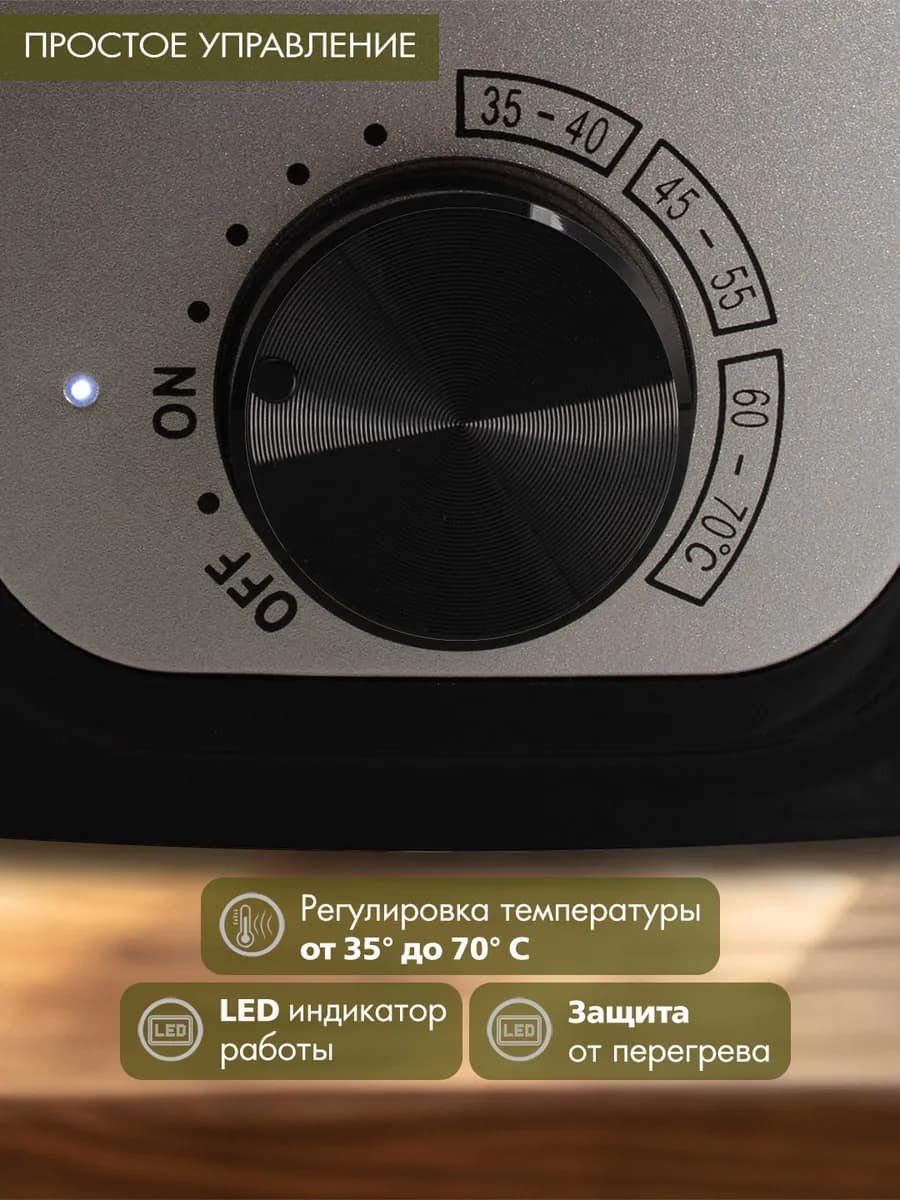 ПРОСТОЕ УПРАВЛЕНИЕ
35 - 40
45 - 55
60 - 70°C
ON
OFF
Регулировка температуры
от 35° до 70° С
LED
LED индикатор
работы
LED
Защита
от перегрева